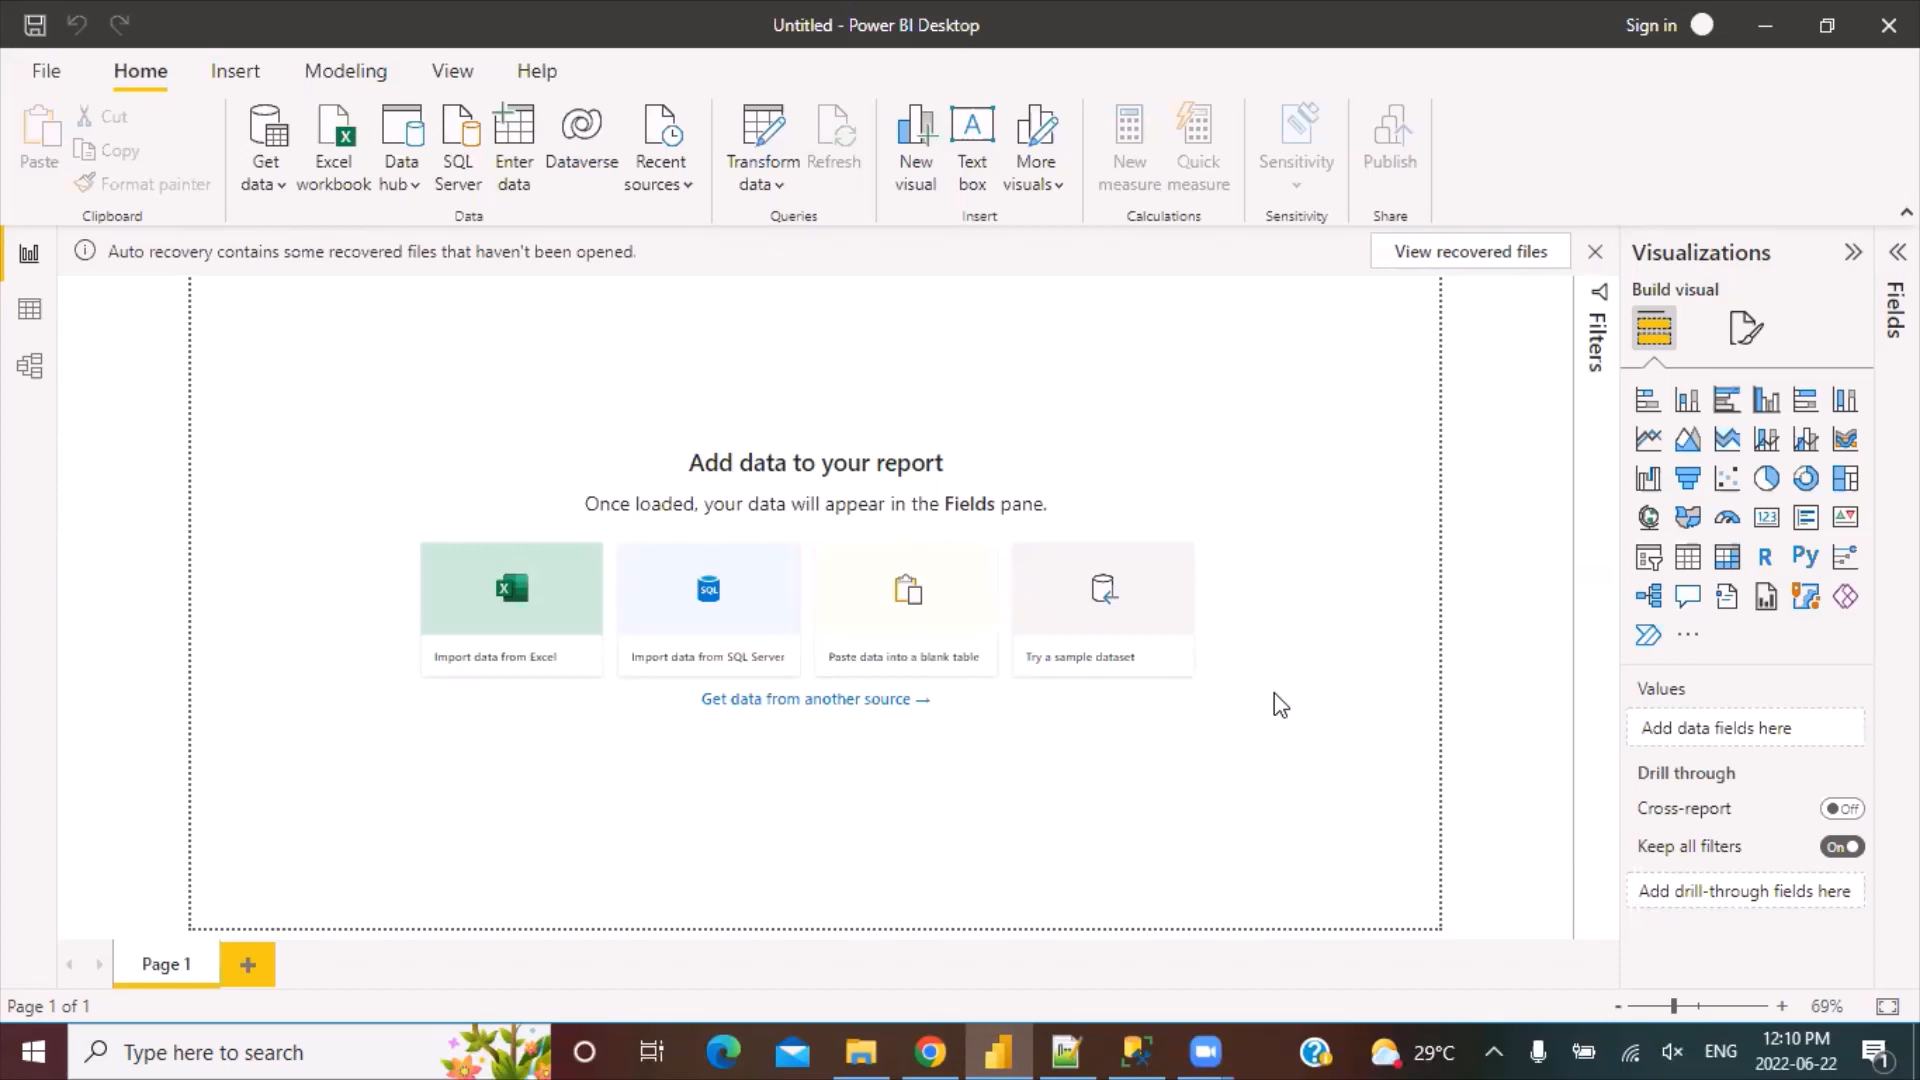 Untitled - Power BI Desktop
Sign in
File Home Insert Modeling View Help
Paste
Cut
Copy
Format painter
Clipboard
Get data
Excel workbook
Data hub
SQL Server
Enter data
Dataverse
Recent sources
Data
Transform data
Refresh
Queries
New visual
Text box
More visuals
Insert
New measure
Quick measure
Calculations
Sensitivity
Sensitivity
Publish
Share
Auto recovery contains some recovered files that haven't been opened.
View recovered files
Add data to your report
Once loaded, your data will appear in the Fields pane.
SQL
Import data from Excel
Import data from SQL Server
Paste data into a blank table
Try a sample dataset
Get data from another source →
Filters
Visualizations
Build visual
123
R
Py
Values
Add data fields here
Drill through
Cross-report
Off
Keep all filters
On
Add drill-through fields here
Fields
Page 1
Page 1 of 1
69%
Type here to search
29°C
ENG
12:10 PM
2022-06-22
1